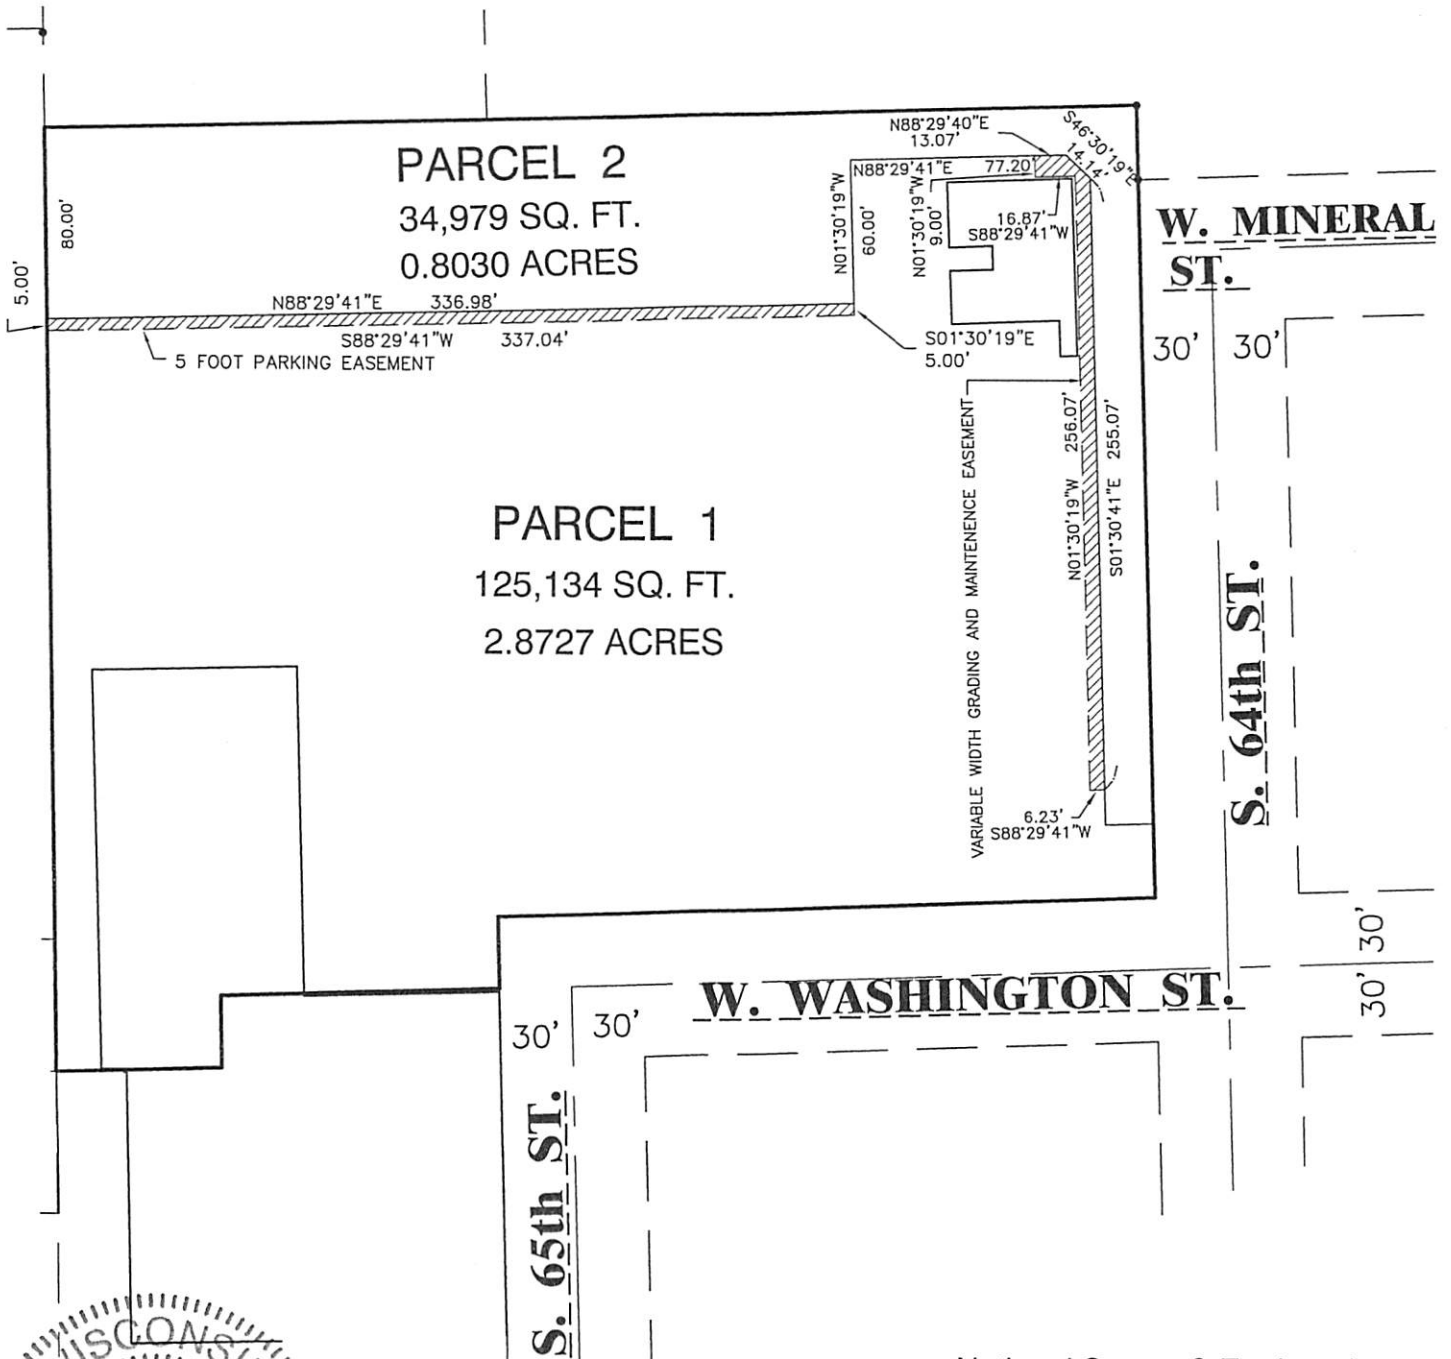 PARCEL 2
34,979 SQ. FT.
0.8030 ACRES
80.00'
5.00'
N88°29'41"E 336.98'
S88°29'41"W 337.04'
5 FOOT PARKING EASEMENT
N01°30'19"W
60.00'
N88°29'40"E
13.07'
N88°29'41"E 77.20'
S46°30'19"E
14.14'
N01°30'19"W
9.00'
16.87'
S88°29'41"W
S01°30'19"E
5.00'
W. MINERAL
ST.
30' 30'
PARCEL 1
125,134 SQ. FT.
2.8727 ACRES
VARIABLE WIDTH GRADING AND MAINTENENCE EASEMENT
N01°30'19"W 256.07'
S01°30'41"E 255.07'
6.23'
S88°29'41"W
S. 64th ST.
30'
30'
W. WASHINGTON ST.
30' 30'
S. 65th ST.